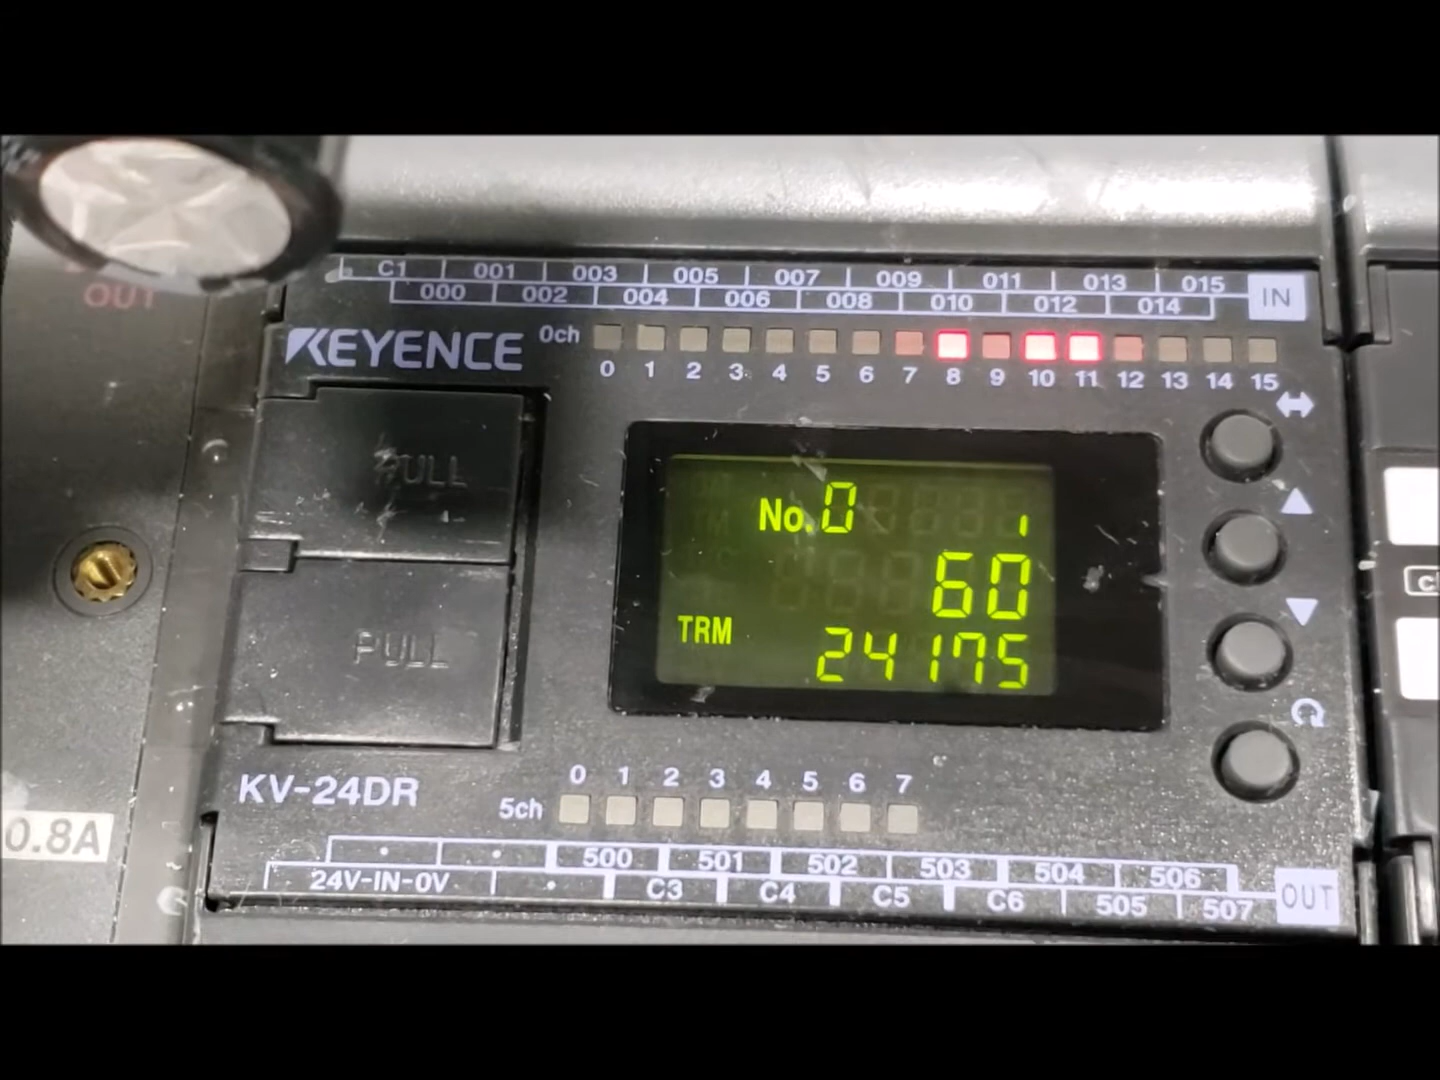 C1 001 003 005 007 009 011 013 015
000 002 004 006 008 010 012 014
IN
OUT
KEYENCE
0ch
0 1 2 3 4 5 6 7 8 9 10 11 12 13 14 15
PULL
No.0 1
60
TRM 24175
PULL
KV-24DR
0 1 2 3 4 5 6 7
5ch
0.8A
500 501 502 503 504 506
24V-IN-0V C3 C4 C5 C6 505 507
OUT